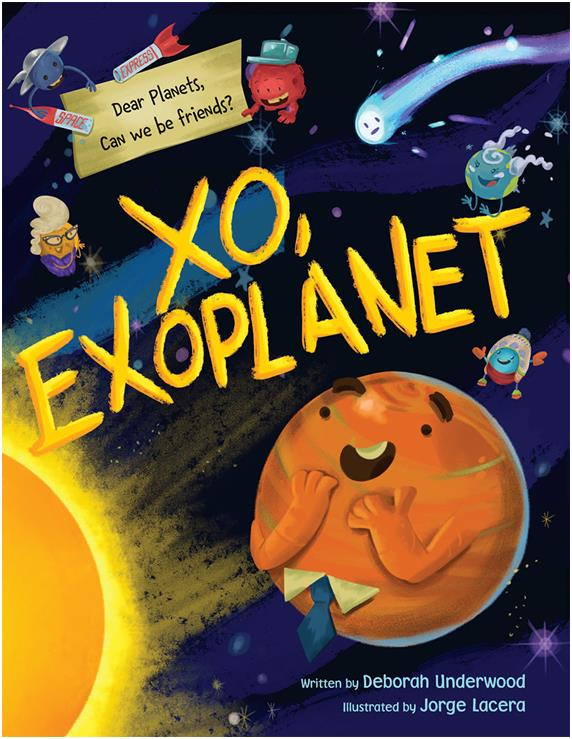 EXPRESS
SPACE
Dear Planets,
Can we be friends?
XO,
EXOPLANET
Written by Deborah Underwood
Illustrated by Jorge Lacera